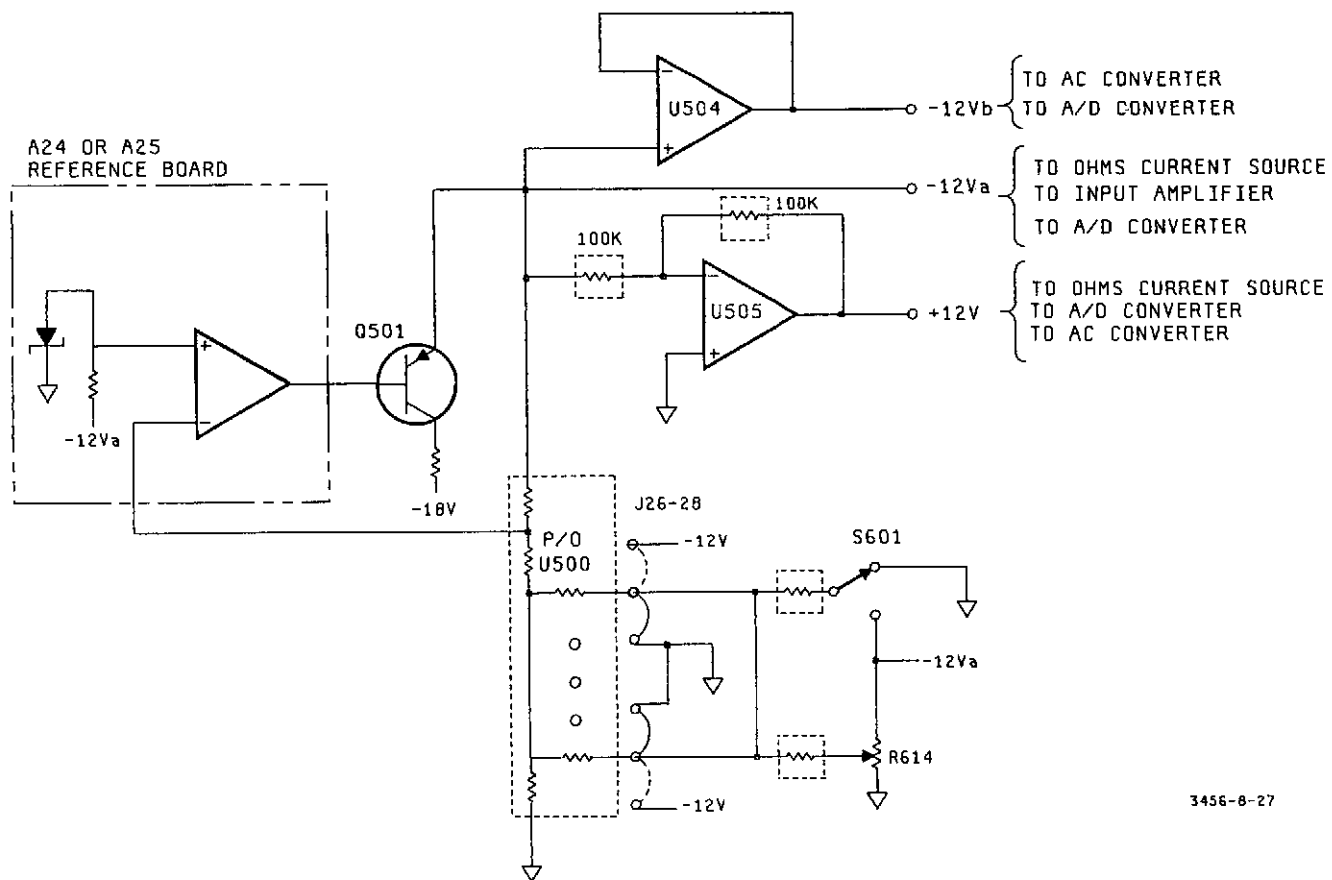 U504
-12Vb
TO AC CONVERTER
TO A/D CONVERTER
A24 OR A25
REFERENCE BOARD
-12Va
TO OHMS CURRENT SOURCE
TO INPUT AMPLIFIER
TO A/D CONVERTER
100K
100K
U505
+12V
TO OHMS CURRENT SOURCE
TO A/D CONVERTER
TO AC CONVERTER
Q501
+
-
-12Va
-18V
J26-28
P/O
U500
-12V
S601
-12Va
R614
-12V
3456-8-27